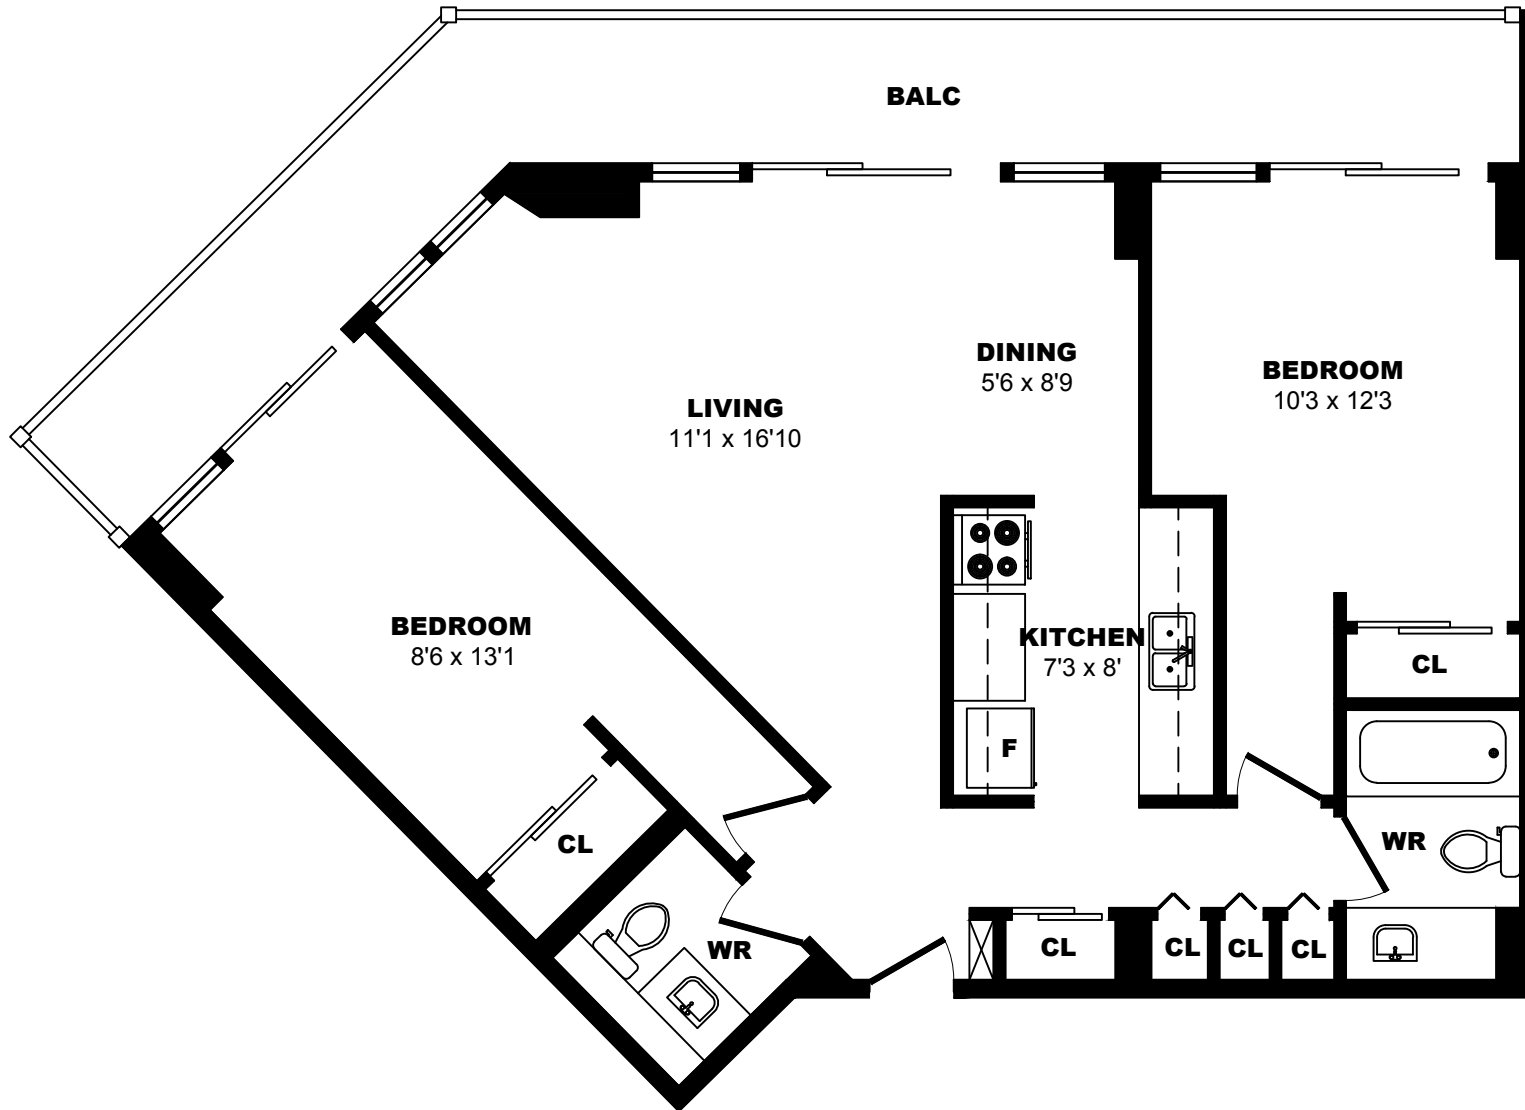 BALC
DINING
5'6 x 8'9
BEDROOM
10'3 x 12'3
LIVING
11'1 x 16'10
BEDROOM
8'6 x 13'1
KITCHEN
7'3 x 8'
CL
F
CL
WR
WR
CL
CL
CL
CL